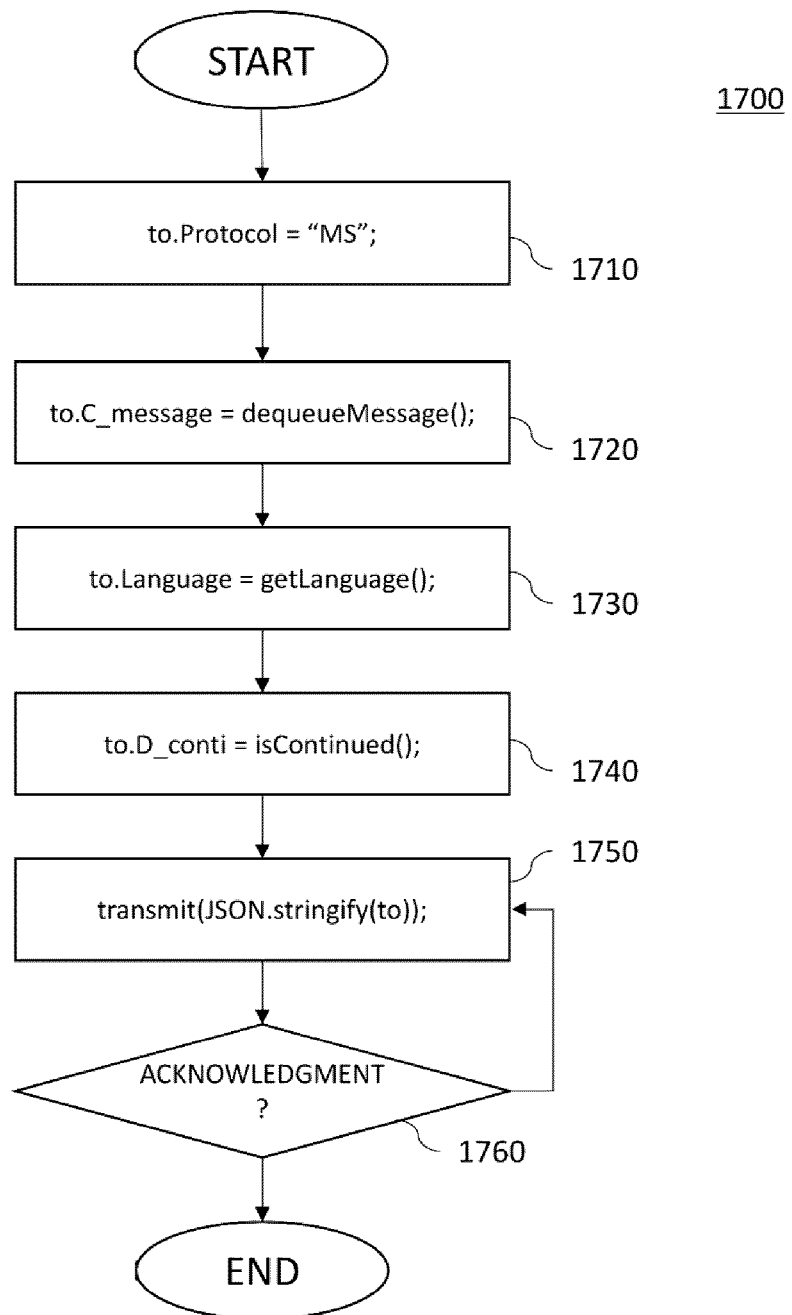 START
1700
to.Protocol = “MS”;
1710
to.C_message = dequeueMessage();
1720
to.Language = getLanguage();
1730
to.D_conti = isContinued();
1740
1750
transmit(JSON.stringify(to));
ACKNOWLEDGMENT
?
1760
END